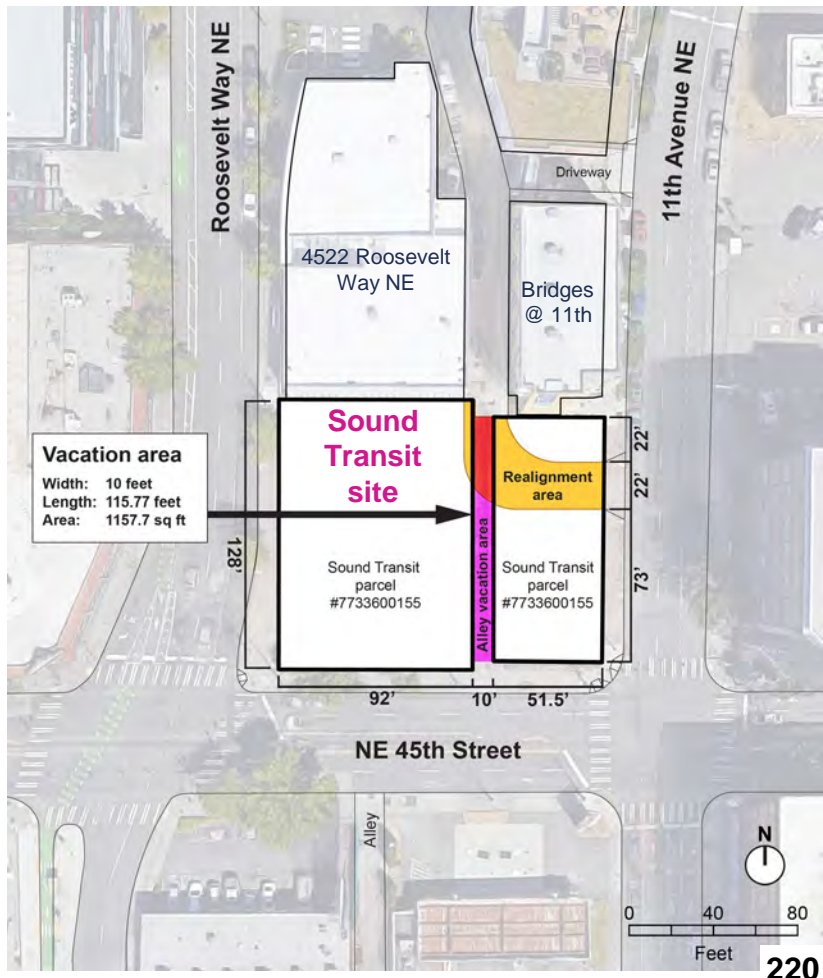 Roosevelt Way NE
11th Avenue NE
Driveway
4522 Roosevelt
Way NE
Bridges
@ 11th
Sound
Transit
site
Vacation area
Width: 10 feet
Length: 115.77 feet
Area: 1157.7 sq ft
Realignment
area
22'
22'
73'
128'
Sound Transit
parcel
#7733600155
Alley vacation area
Sound Transit
parcel
#7733600155
92'
10'
51.5'
NE 45th Street
Alley
N
0 40 80
Feet
220